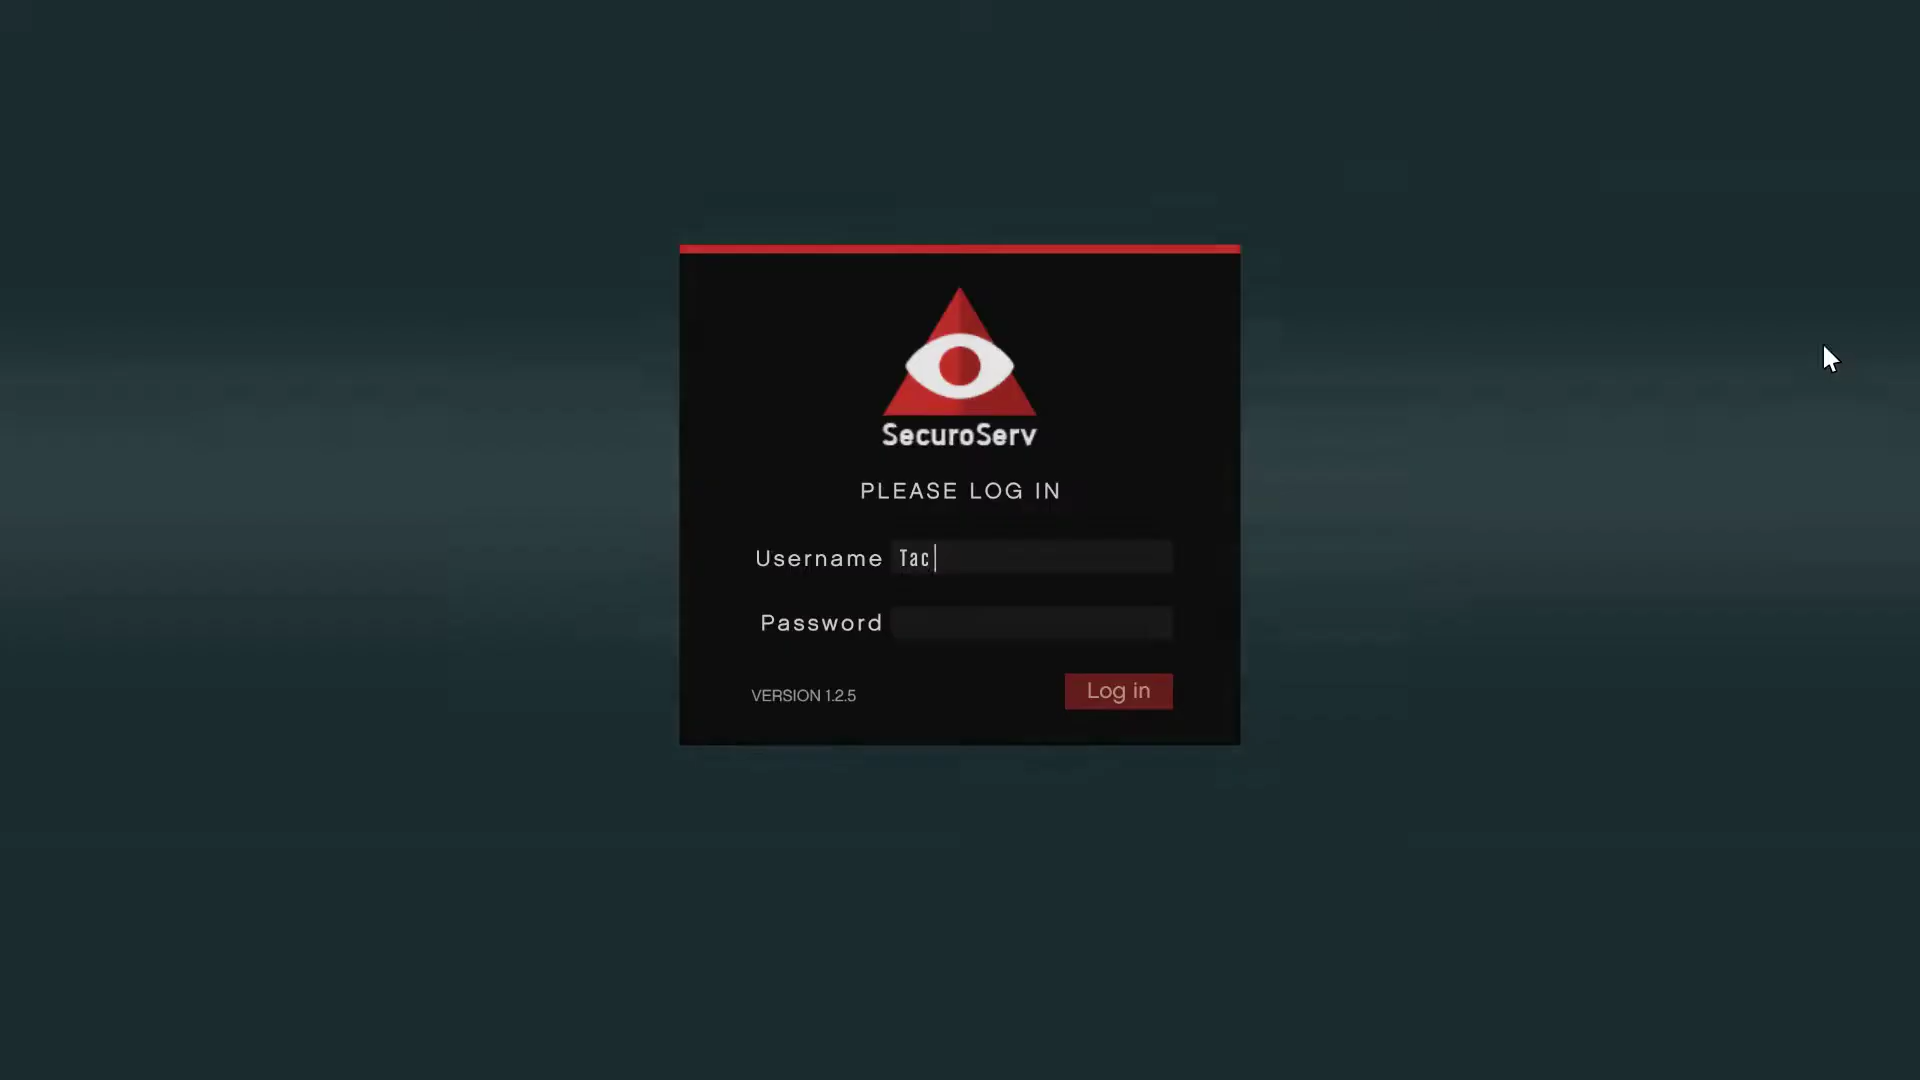 SecuroServ
PLEASE LOG IN
Username Tac
Password
VERSION 1.2.5
Log in